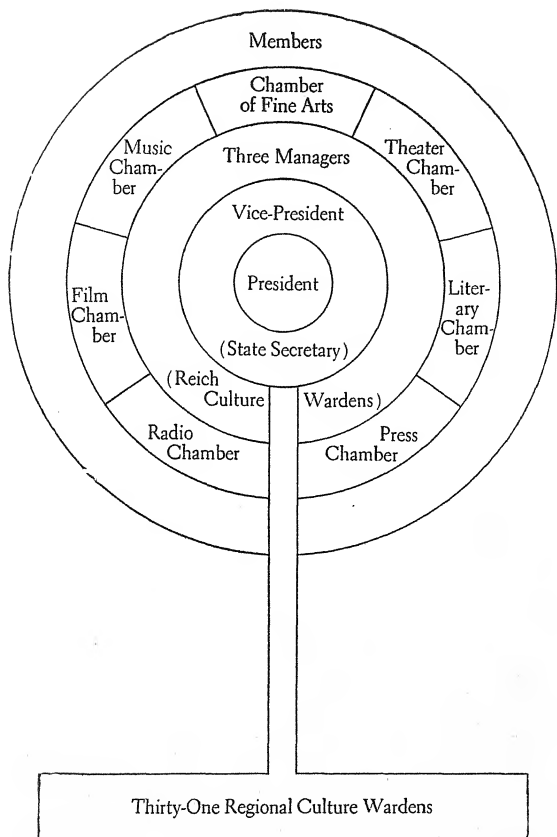 Members
Chamber
of Fine Arts
Music
Cham-
ber
Theater
Cham-
ber
Three Managers
Vice-President
President
Film
Cham-
ber
Liter-
ary
Cham-
ber
(State Secretary)
(Reich
Culture
Wardens)
Radio
Chamber
Press
Chamber
Thirty-One Regional Culture Wardens